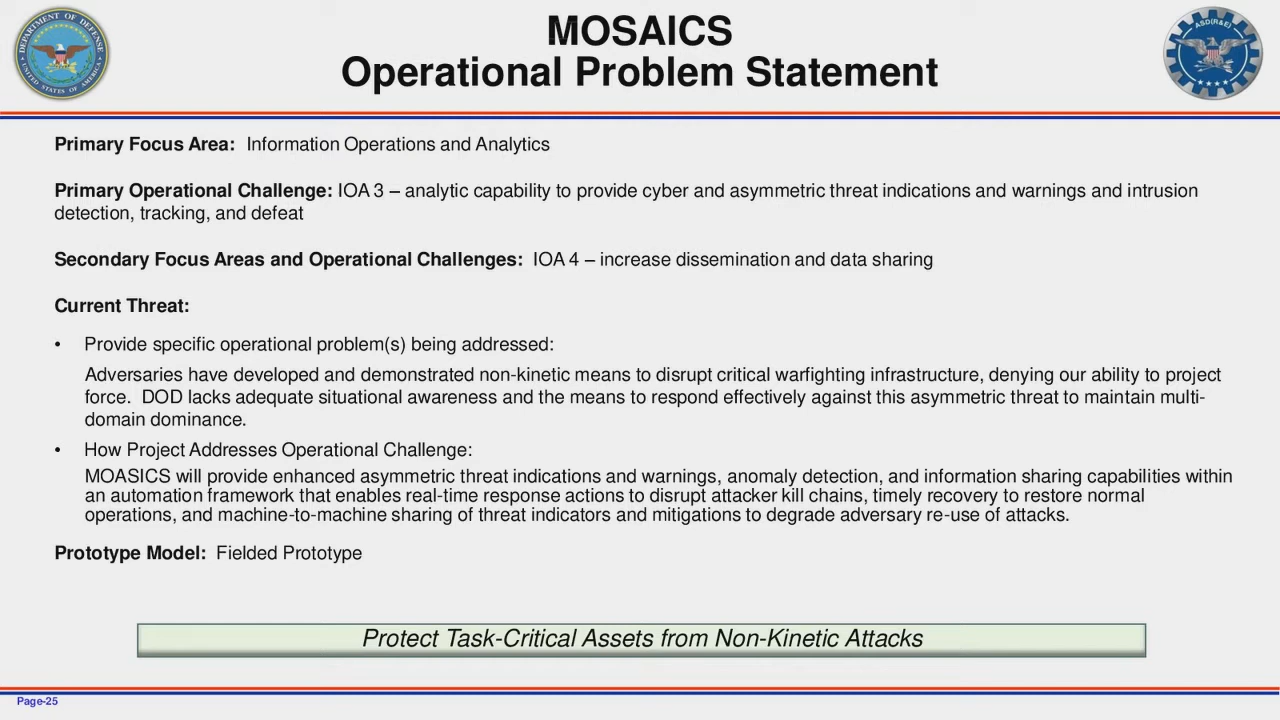 MOSAICS
Operational Problem Statement
DEPARTMENT OF DEFENSE
UNITED STATES OF AMERICA
ASD(R&E)
Primary Focus Area: Information Operations and Analytics
Primary Operational Challenge: IOA 3 – analytic capability to provide cyber and asymmetric threat indications and warnings and intrusion
detection, tracking, and defeat
Secondary Focus Areas and Operational Challenges: IOA 4 – increase dissemination and data sharing
Current Threat:
• Provide specific operational problem(s) being addressed:
Adversaries have developed and demonstrated non-kinetic means to disrupt critical warfighting infrastructure, denying our ability to project
force. DOD lacks adequate situational awareness and the means to respond effectively against this asymmetric threat to maintain multi-
domain dominance.
• How Project Addresses Operational Challenge:
MOASICS will provide enhanced asymmetric threat indications and warnings, anomaly detection, and information sharing capabilities within
an automation framework that enables real-time response actions to disrupt attacker kill chains, timely recovery to restore normal
operations, and machine-to-machine sharing of threat indicators and mitigations to degrade adversary re-use of attacks.
Prototype Model: Fielded Prototype
Protect Task-Critical Assets from Non-Kinetic Attacks
Page-25